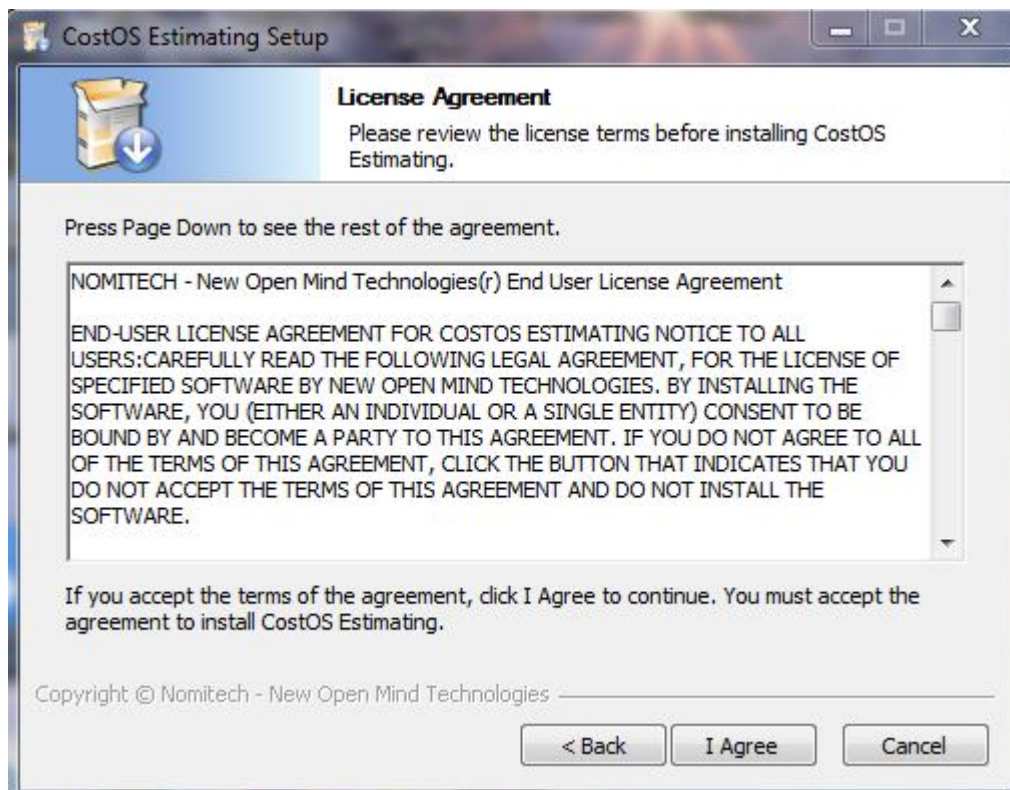 CostOS Estimating Setup
License Agreement
Please review the license terms before installing CostOS
Estimating.
Press Page Down to see the rest of the agreement.
NOMITECH - New Open Mind Technologies(r) End User License Agreement
END-USER LICENSE AGREEMENT FOR COSTOS ESTIMATING NOTICE TO ALL
USERS:CAREFULLY READ THE FOLLOWING LEGAL AGREEMENT, FOR THE LICENSE OF
SPECIFIED SOFTWARE BY NEW OPEN MIND TECHNOLOGIES. BY INSTALLING THE
SOFTWARE, YOU (EITHER AN INDIVIDUAL OR A SINGLE ENTITY) CONSENT TO BE
BOUND BY AND BECOME A PARTY TO THIS AGREEMENT. IF YOU DO NOT AGREE TO ALL
OF THE TERMS OF THIS AGREEMENT, CLICK THE BUTTON THAT INDICATES THAT YOU
DO NOT ACCEPT THE TERMS OF THIS AGREEMENT AND DO NOT INSTALL THE
SOFTWARE.
If you accept the terms of the agreement, click I Agree to continue. You must accept the
agreement to install CostOS Estimating.
Copyright © Nomitech - New Open Mind Technologies
< Back
I Agree
Cancel